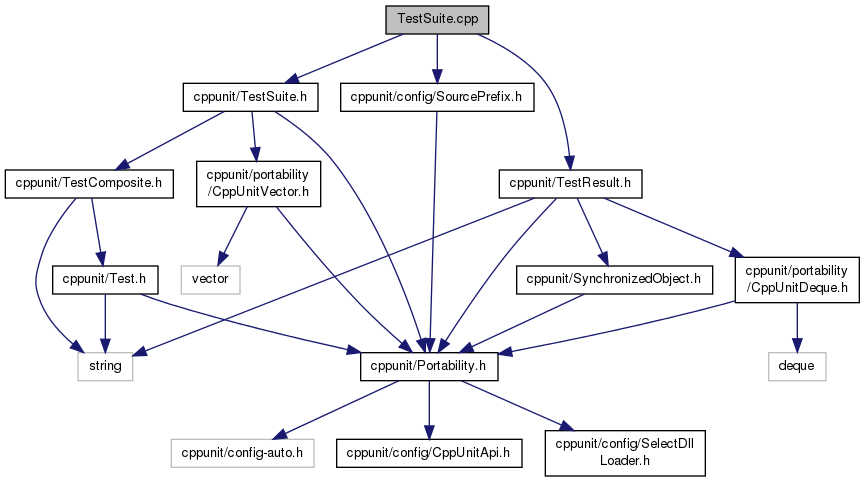 TestSuite.cpp
cppunit/TestSuite.h
cppunit/config/SourcePrefix.h
cppunit/TestComposite.h
cppunit/portability
/CppUnitVector.h
cppunit/TestResult.h
cppunit/Test.h
vector
cppunit/SynchronizedObject.h
cppunit/portability
/CppUnitDeque.h
string
cppunit/Portability.h
deque
cppunit/config-auto.h
cppunit/config/CppUnitApi.h
cppunit/config/SelectDll
Loader.h